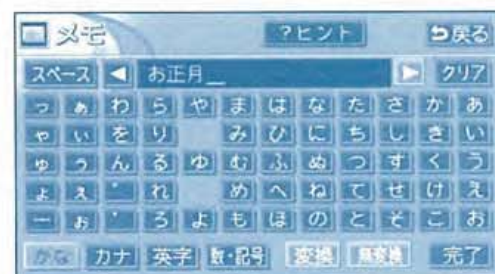 メモ ?ヒント 戻る
スペース お正月__ クリア
っ ぁ わ ら や ま は な た さ か あ
ゃ ぃ を り み ひ に ち し き い
ゅ ぅ ん る ゆ む ふ ぬ つ す く う
ょ ぇ ゛ れ め へ ね て せ け え
ー ぉ ゜ ろ よ も ほ の と そ こ お
かな カナ 英字 数・記号 変換 無変換 完了